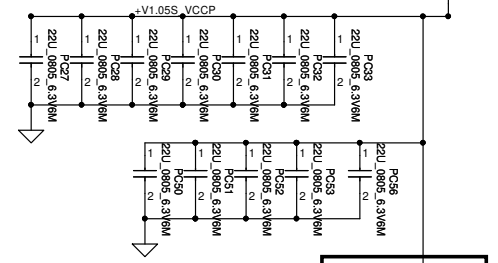 +V1.05S_VCCP
1
2
22U_0805_6.3V6M
PC27
1
2
22U_0805_6.3V6M
PC28
1
2
22U_0805_6.3V6M
PC29
1
2
22U_0805_6.3V6M
PC30
1
2
22U_0805_6.3V6M
PC31
1
2
22U_0805_6.3V6M
PC32
1
2
22U_0805_6.3V6M
PC33
1
2
22U_0805_6.3V6M
PC50
1
2
22U_0805_6.3V6M
PC51
1
2
22U_0805_6.3V6M
PC52
1
2
22U_0805_6.3V6M
PC53
1
2
22U_0805_6.3V6M
PC56